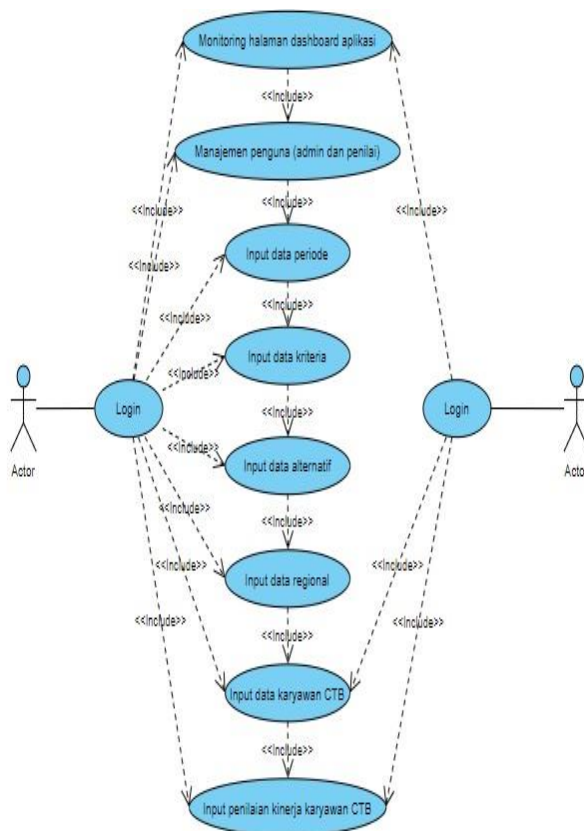 Monitoring halaman dashboard aplikasi
<<Include>>
Manajemen penguna (admin dan penilai)
<<Include>>
<<Include>>
<<Include>>
<<Include>>
Input data periode
<<Include>>
<<Include>>
Input data kriteria
<<Include>>
<<Include>>
Login
Login
Actor
Acto
<<Include>>
Input data alternatif
<<Include>>
<<Include>>
Input data regional
<<Include>>
<<Include>>
<<Include>>
<<Include>>
<<Include>>
Input data karyawan CTB
<<Include>>
Input penilaian kinerja karyawan CTB